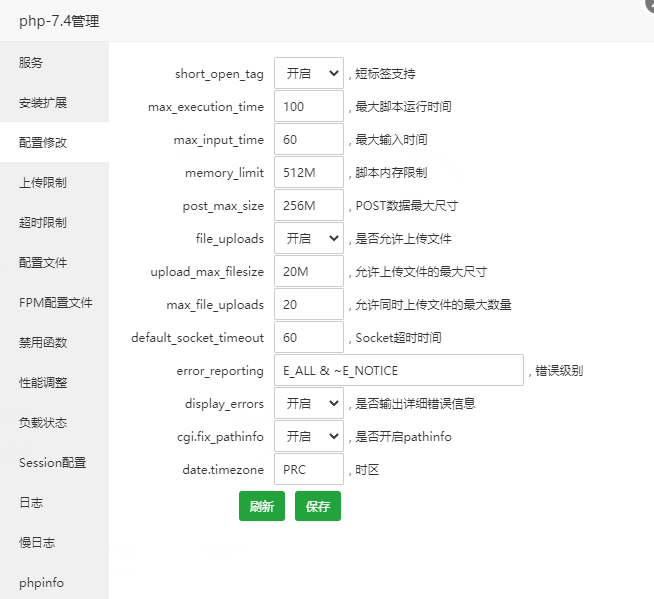 php-7.4管理
服务
安装扩展
配置修改
上传限制
超时限制
配置文件
FPM配置文件
禁用函数
性能调整
负载状态
Session配置
日志
慢日志
phpinfo
short_open_tag 开启 , 短标签支持
max_execution_time 100 , 最大脚本运行时间
max_input_time 60 , 最大输入时间
memory_limit 512M , 脚本内存限制
post_max_size 256M , POST数据最大尺寸
file_uploads 开启 , 是否允许上传文件
upload_max_filesize 20M , 允许上传文件的最大尺寸
max_file_uploads 20 , 允许同时上传文件的最大数量
default_socket_timeout 60 , Socket超时时间
error_reporting E_ALL & ~E_NOTICE , 错误级别
display_errors 开启 , 是否输出详细错误信息
cgi.fix_pathinfo 开启 , 是否开启pathinfo
date.timezone PRC , 时区
刷新 保存